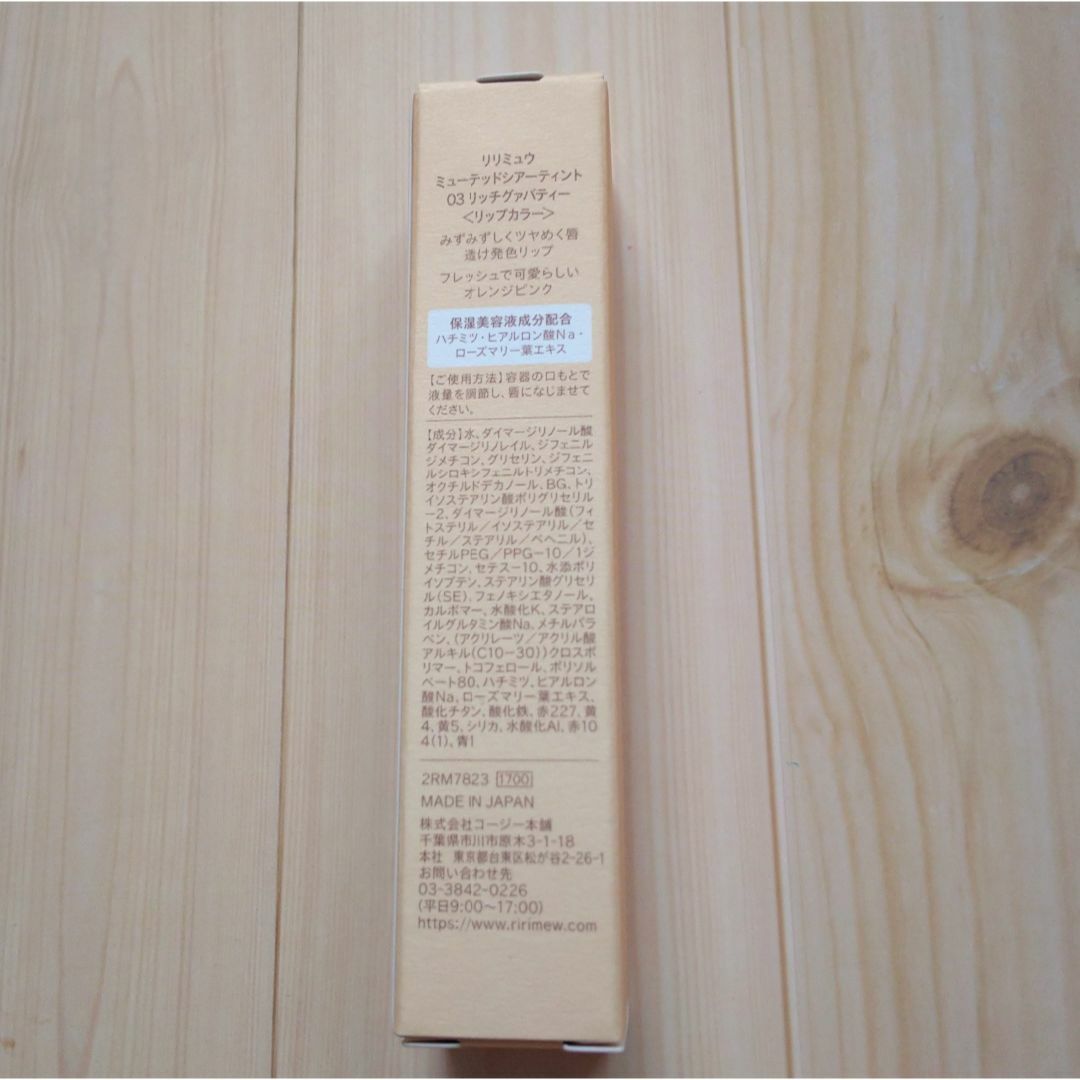 リリミュウ
ミューテッドシアーティント
03 リッチグァバティー
<リップカラー>
みずみずしくツヤめく唇
透け発色リップ
フレッシュで可愛らしい
オレンジピンク
保湿美容液成分配合
ハチミツ・ヒアルロン酸Na・
ローズマリー葉エキス
【ご使用方法】容器の口もとで
液量を調節し、唇になじませて
ください。
【成分】水、ダイマージリノール酸
ダイマージリノレイル、ジフェニル
ジメチコン、グリセリン、ジフェニ
ルシロキシフェニルトリメチコン、
オクチルドデカノール、BG、トリ
イソステアリン酸ポリグリセリル
-2、ダイマージリノール酸(フィ
トステリル/イソステアリル/セ
チル/ステアリル/ベヘニル)、
セチルPEG/PPG-10/1ジ
メチコン、セテス-10、水添ポリ
イソブテン、ステアリン酸グリセリ
ル(SE)、フェノキシエタノール、
カルボマー、水酸化K、ステアロ
イルグルタミン酸Na、メチルパラ
ベン、(アクリレーツ/アクリル酸
アルキル(C10-30))クロスポ
リマー、トコフェロール、ポリソル
ベート80、ハチミツ、ヒアルロン
酸Na、ローズマリー葉エキス、
酸化チタン、酸化鉄、赤227、黄
4、黄5、シリカ、水酸化Al、赤10
4(1)、青1
2RM7823 1700
MADE IN JAPAN
株式会社コージー本舗
千葉県市川市原木3-1-18
本社 東京都台東区松が谷2-26-1
お問い合わせ先
03-3842-0226
(平日9:00~17:00)
https://www.ririmew.com